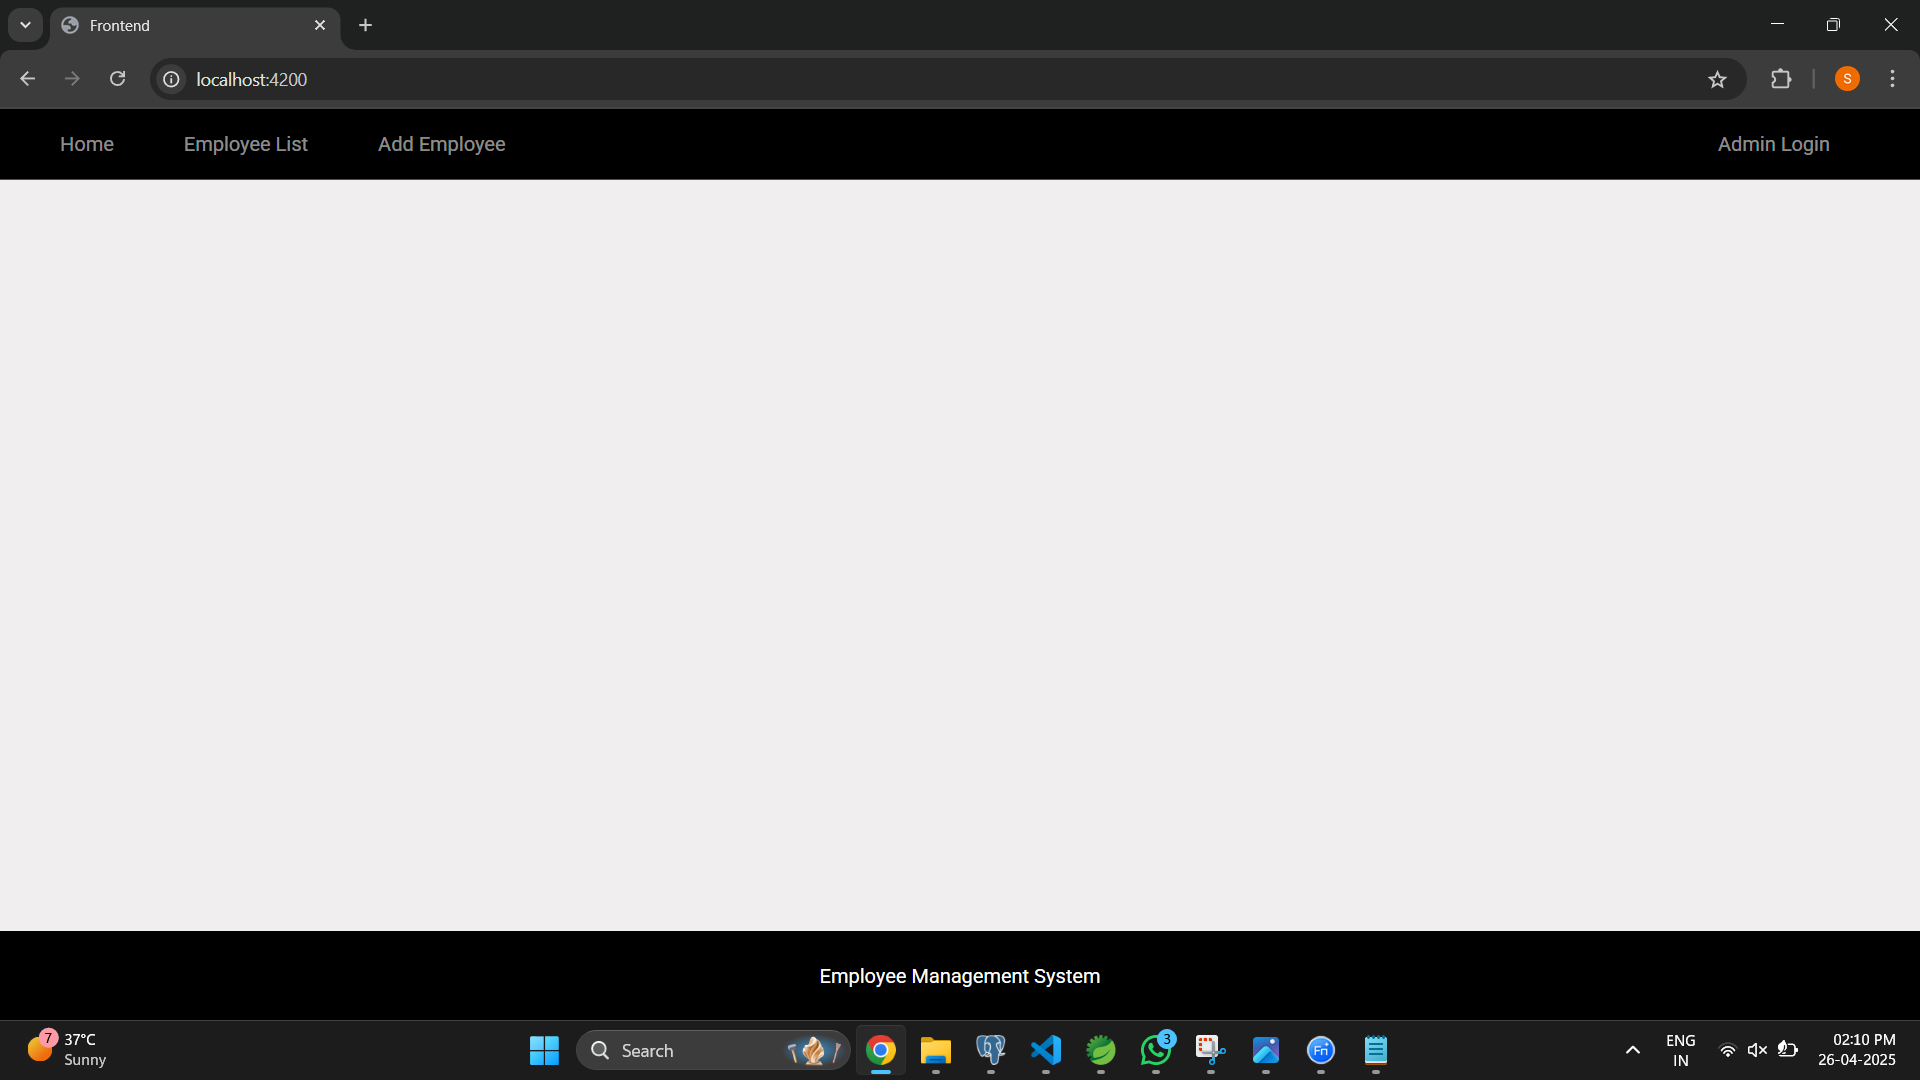 Frontend
localhost:4200
S
Home
Employee List
Add Employee
Admin Login
Employee Management System
7
37°C
Sunny
Search
3
Fri
ENG
IN
02:10 PM
26-04-2025